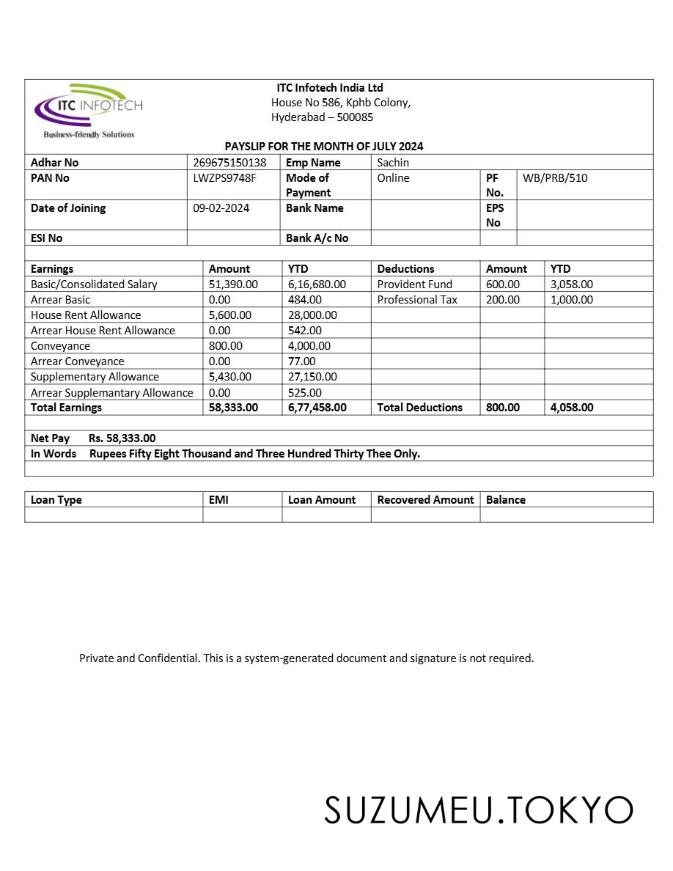 ITC INFOTECH
Business-friendly Solutions
ITC Infotech India Ltd
House No 586, Kphb Colony,
Hyderabad – 500085
PAYSLIP FOR THE MONTH OF JULY 2024
Adhar No 269675150138 Emp Name Sachin
PAN No LWZPS9748F Mode of Payment Online PF No. WB/PRB/510
Date of Joining 09-02-2024 Bank Name EPS No
ESI No Bank A/c No
Earnings Amount YTD Deductions Amount YTD
Basic/Consolidated Salary 51,390.00 6,16,680.00 Provident Fund 600.00 3,058.00
Arrear Basic 0.00 484.00 Professional Tax 200.00 1,000.00
House Rent Allowance 5,600.00 28,000.00
Arrear House Rent Allowance 0.00 542.00
Conveyance 800.00 4,000.00
Arrear Conveyance 0.00 77.00
Supplementary Allowance 5,430.00 27,150.00
Arrear Supplemantary Allowance 0.00 525.00
Total Earnings 58,333.00 6,77,458.00 Total Deductions 800.00 4,058.00
Net Pay Rs. 58,333.00
In Words Rupees Fifty Eight Thousand and Three Hundred Thirty Thee Only.
Loan Type EMI Loan Amount Recovered Amount Balance
Private and Confidential. This is a system-generated document and signature is not required.
SUZUMEU.TOKYO